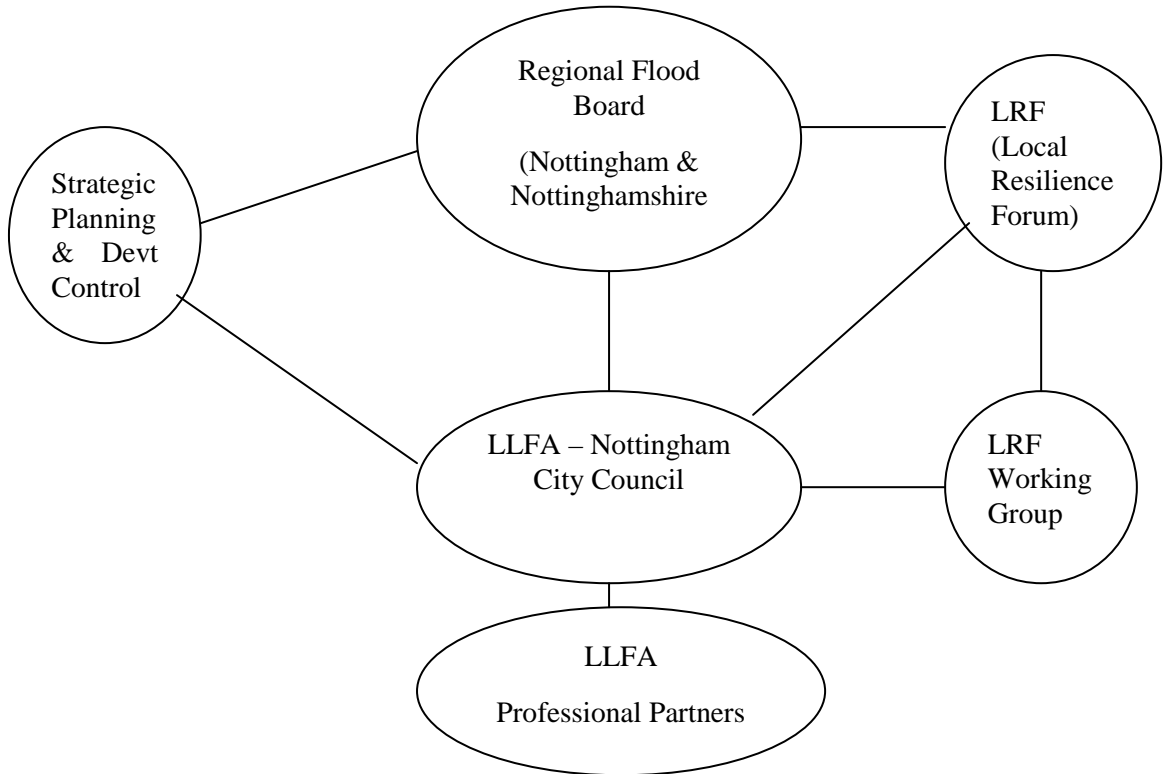 Regional Flood
Board
(Nottingham &
Nottinghamshire
LRF
(Local
Resilience
Forum)
Strategic
Planning
& Devt
Control
LLFA – Nottingham
City Council
LRF
Working
Group
LLFA
Professional Partners